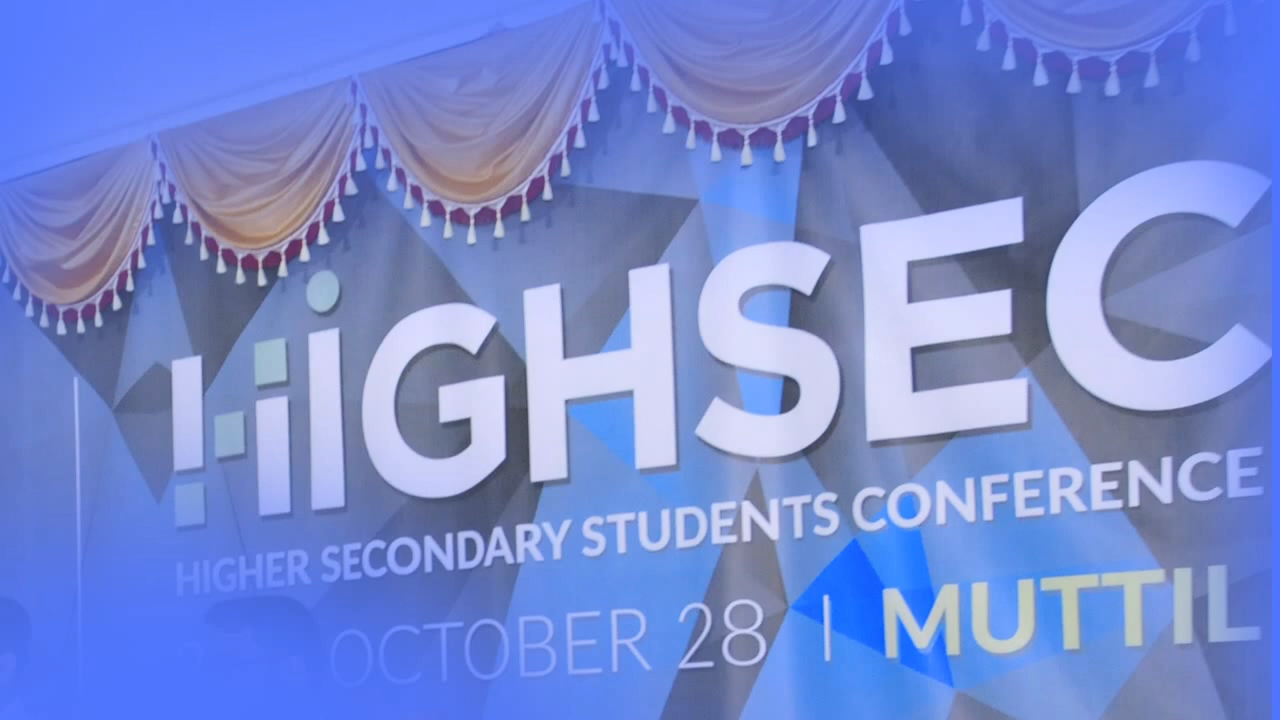 HIGHSEC
HIGHER SECONDARY STUDENTS CONFERENCE
OCTOBER 28 | MUTTIL